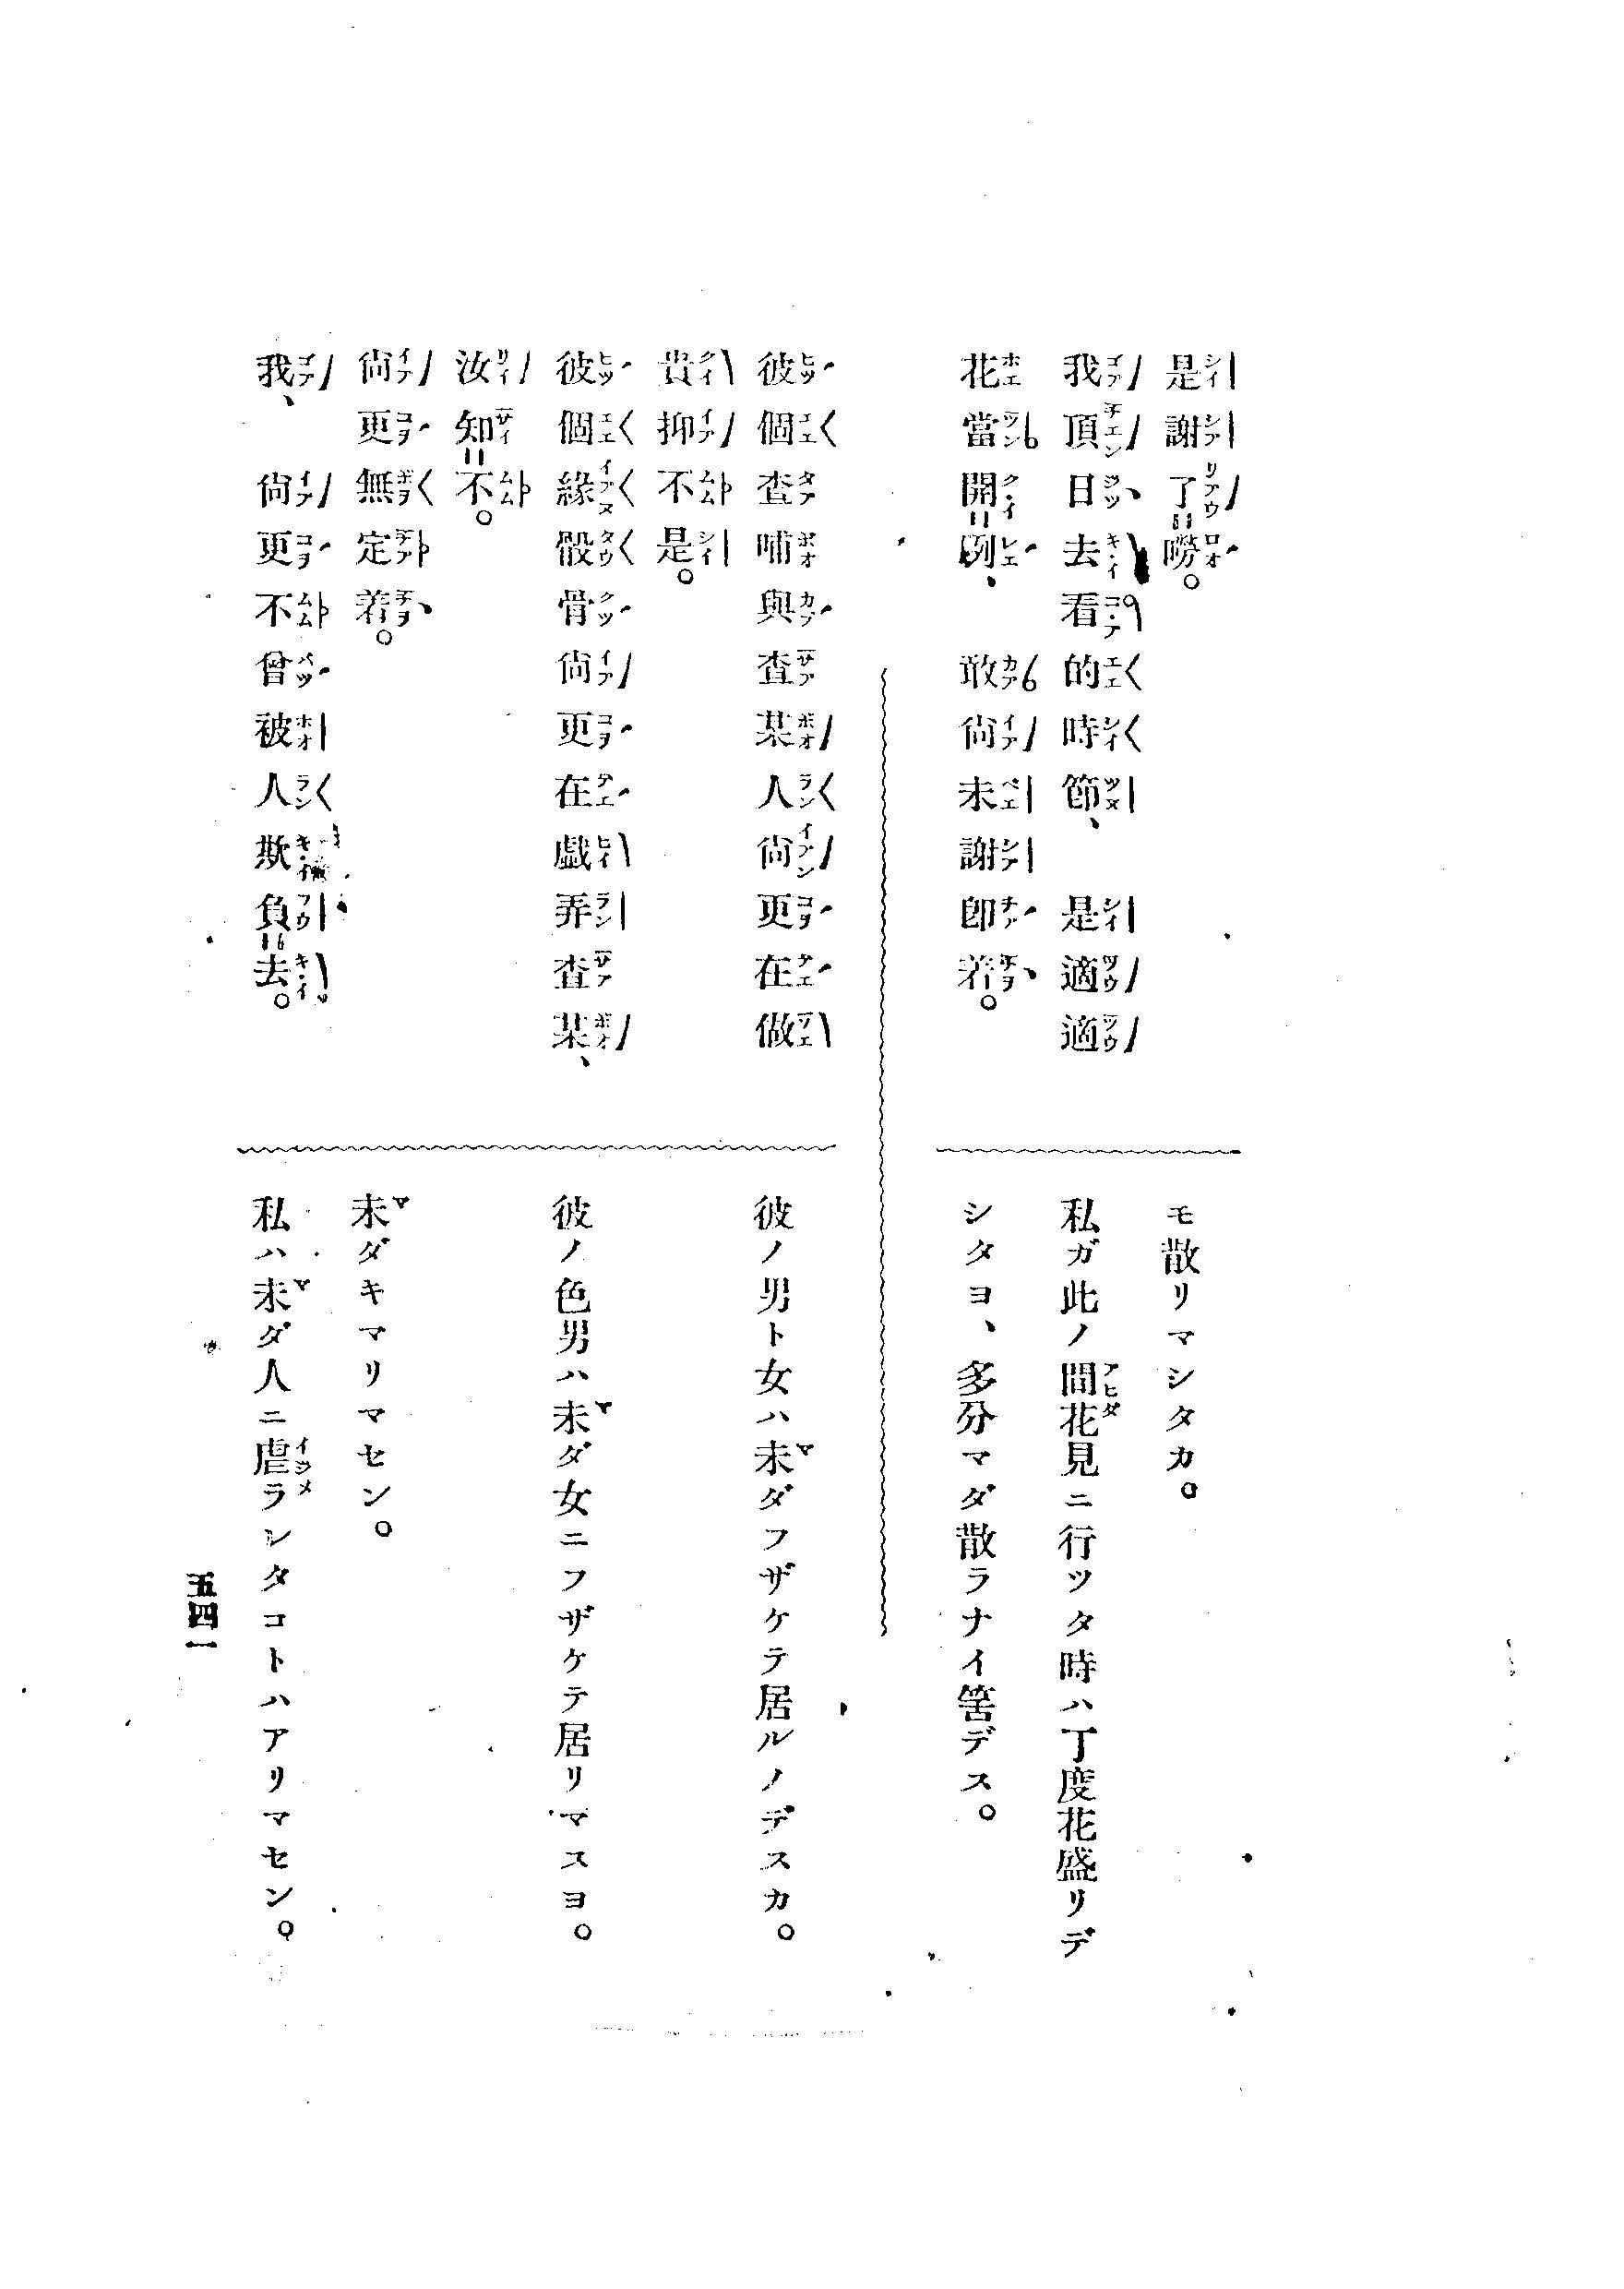 是謝了嘮。
我頂日去看的時節、是適適
花當開咧、敢尙未謝卽若。
モ散リマシタカ。
私ガ此ノ間花見ニ行ツタ時ハ丁度花盛リデ
シタヨ、多分マダ散ラナイ筈デス。
彼個查哺與查某人尙更在做
貴抑不是。
彼個緣骰骨尙更在戲弄查某、
汝知不。
尙更無定若。
我、尙更不曾被人欺負去。
彼ノ男ト女ハ未ダフザケテ居ルノデスカ。
彼ノ色男ハ未ダ女ニフザケテ居リマスヨ。
未ダキマリマセン。
私ハ未ダ人ニ虐ラレタコトハアリマセン。
五四一